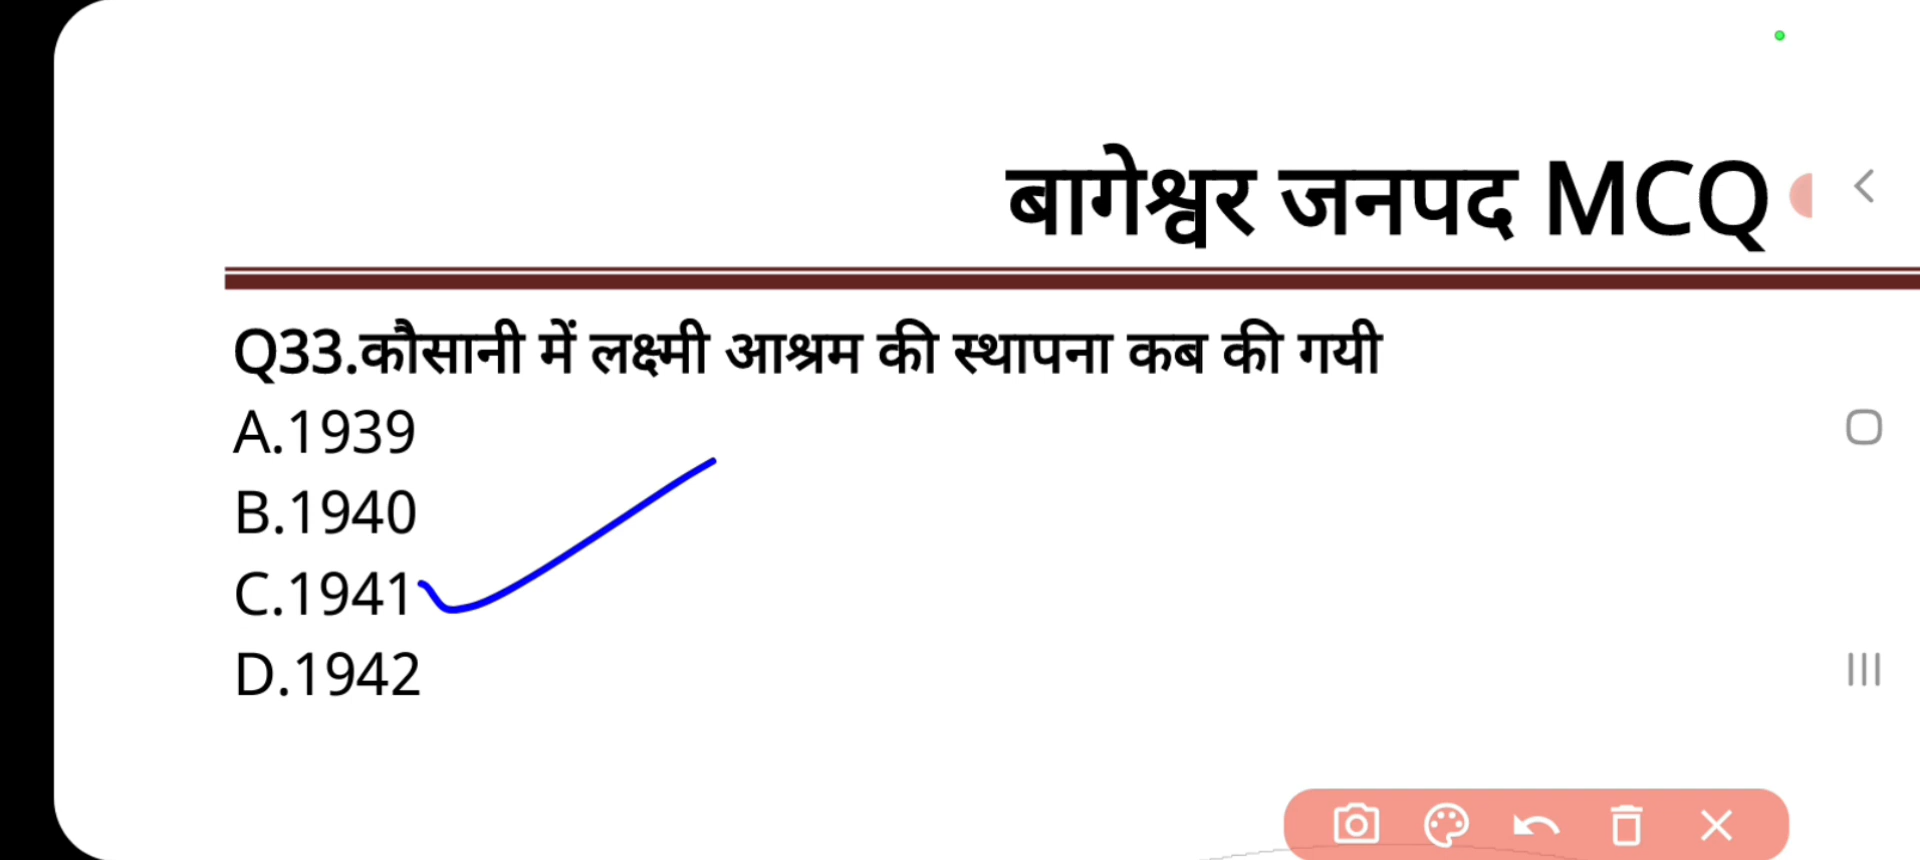 बागेश्वर जनपद MCQ
Q33.कौसानी में लक्ष्मी आश्रम की स्थापना कब की गयी
A.1939
B.1940
C.1941
D.1942